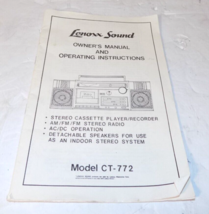 Lenoxx Sound
OWNER'S MANUAL
AND
OPERATING INSTRUCTIONS
• STEREO CASSETTE PLAYER/RECORDER
• AM/FM/FM STEREO RADIO
• AC/DC OPERATION
• DETACHABLE SPEAKERS FOR USE
AS AN INDOOR STEREO SYSTEM
Model CT-772